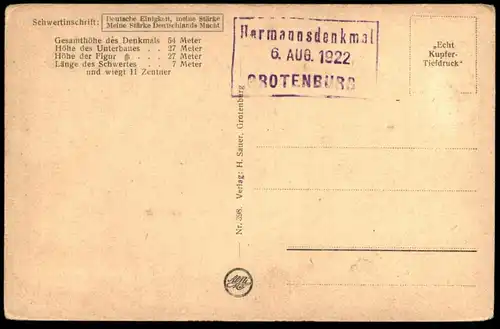 Schwertinschrift:
Deutsche Einigkeit, meine Stärke
Meine Stärke Deutschlands Macht
Gesamthöhe des Denkmals 54 Meter
Höhe des Unterbaues . . 27 Meter
Höhe der Figur . . 27 Meter
Länge des Schwertes . . 7 Meter
und wiegt 11 Zentner
Hermannsdenkmal
6. AUG. 1922
GROTENBURG
„Echt
Kupfer-
Tiefdruck“
Nr. 398. Verlag: H. Sauer, Grotenburg